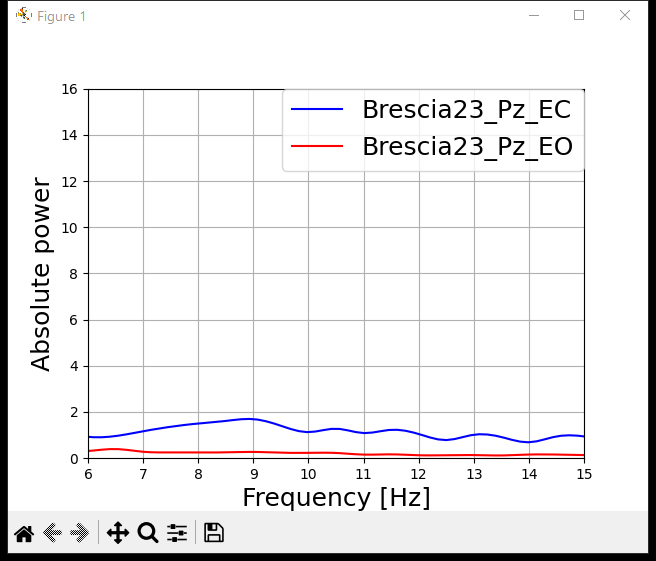 Figure 1
Brescia23_Pz_EC
Brescia23_Pz_EO
Absolute power
16
14
12
10
8
6
4
2
0
6 7 8 9 10 11 12 13 14 15
Frequency [Hz]